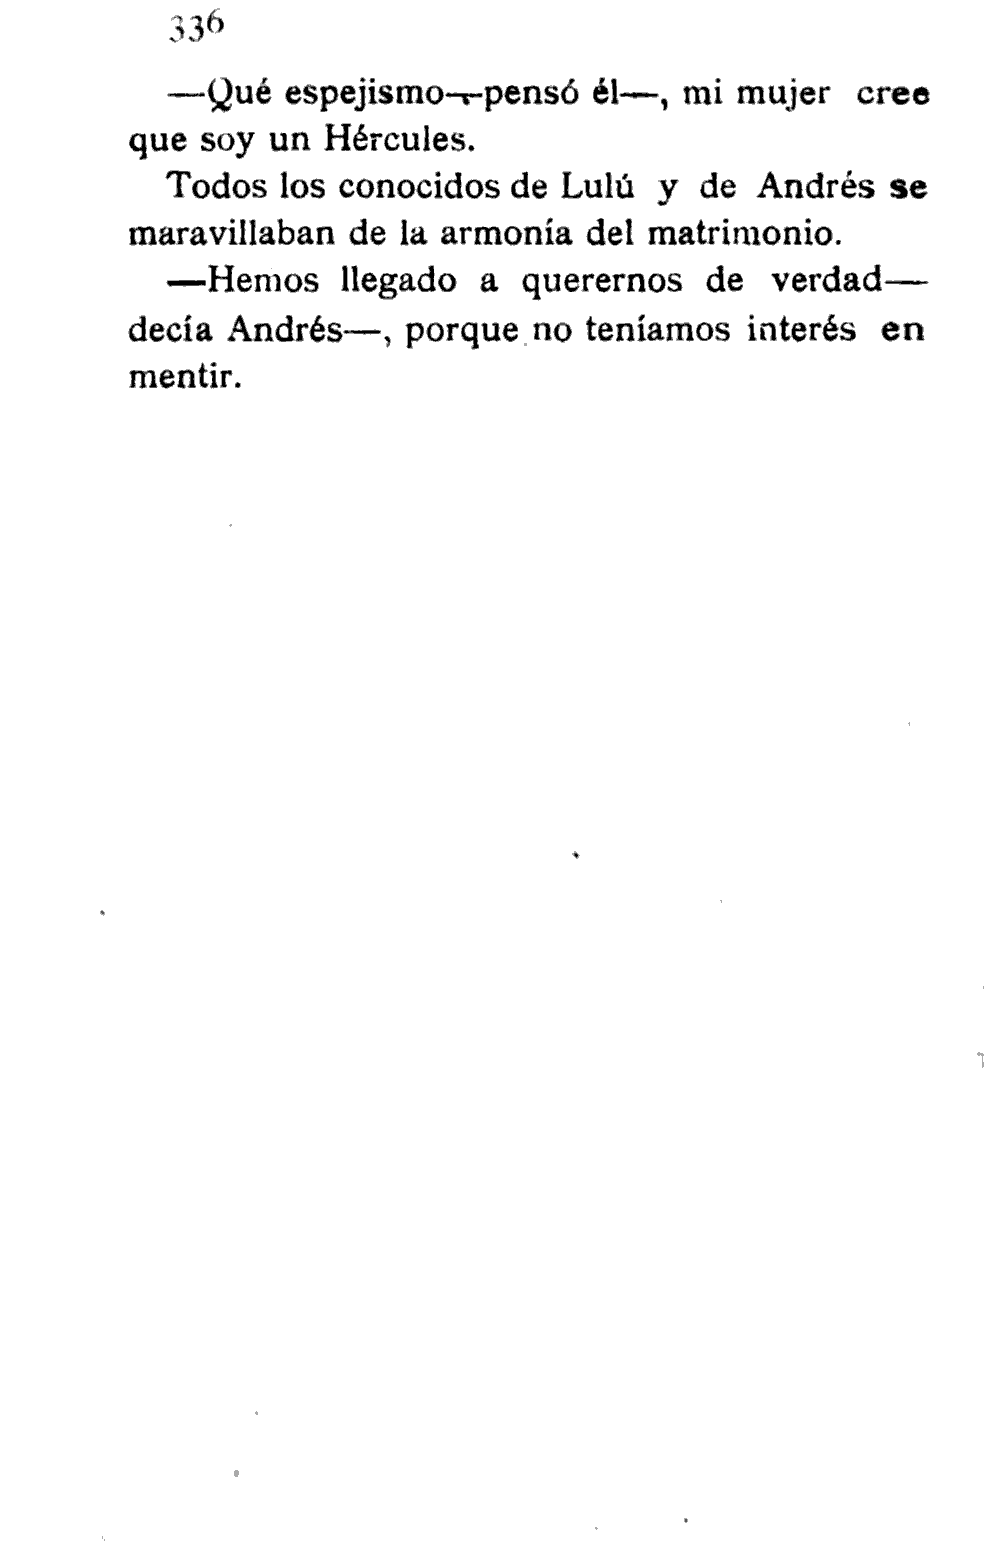 336
—Qué espejismo—pensó él—, mi mujer cree
que soy un Hércules.
Todos los conocidos de Lulú y de Andrés se
maravillaban de la armonía del matrimonio.
—Hemos llegado a querernos de verdad—
decía Andrés—, porque no teníamos interés en
mentir.